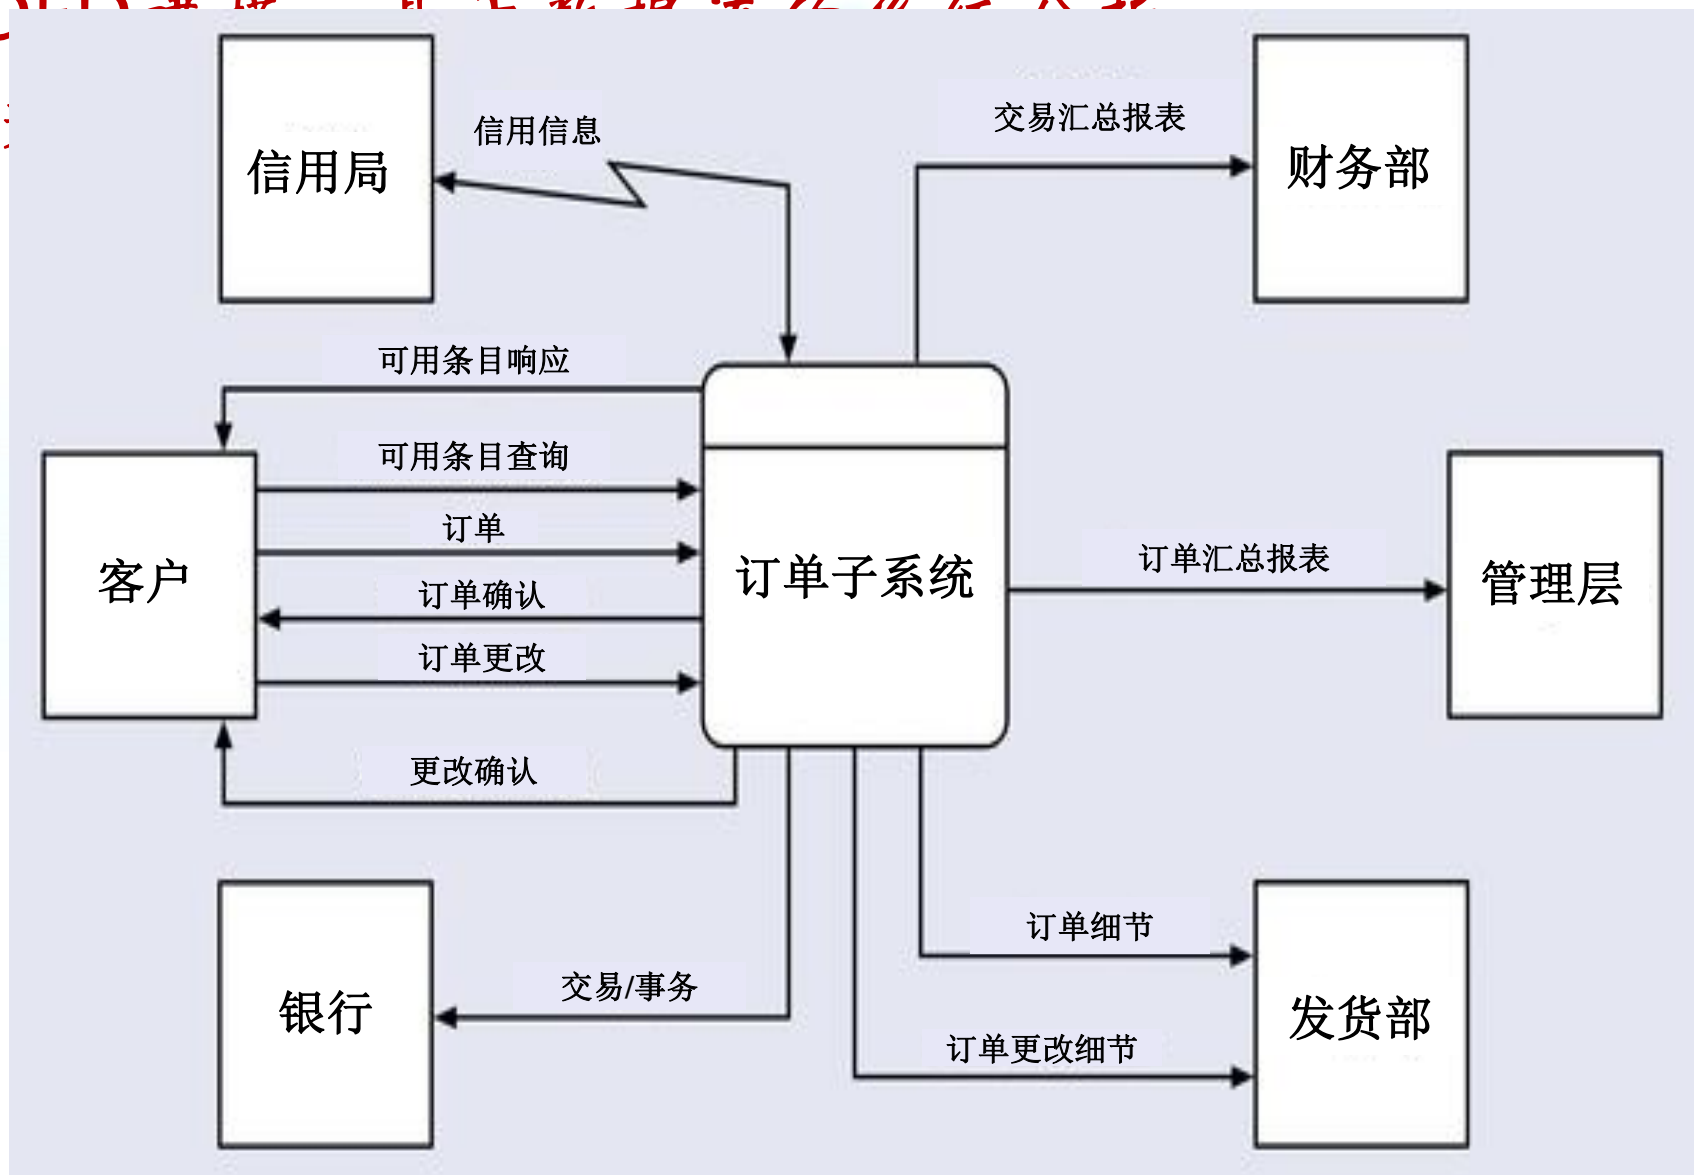 信用信息
交易汇总报表
信用局
财务部
可用条目响应
可用条目查询
订单
订单确认
订单更改
更改确认
客户
订单子系统
订单汇总报表
管理层
银行
交易/事务
订单细节
订单更改细节
发货部